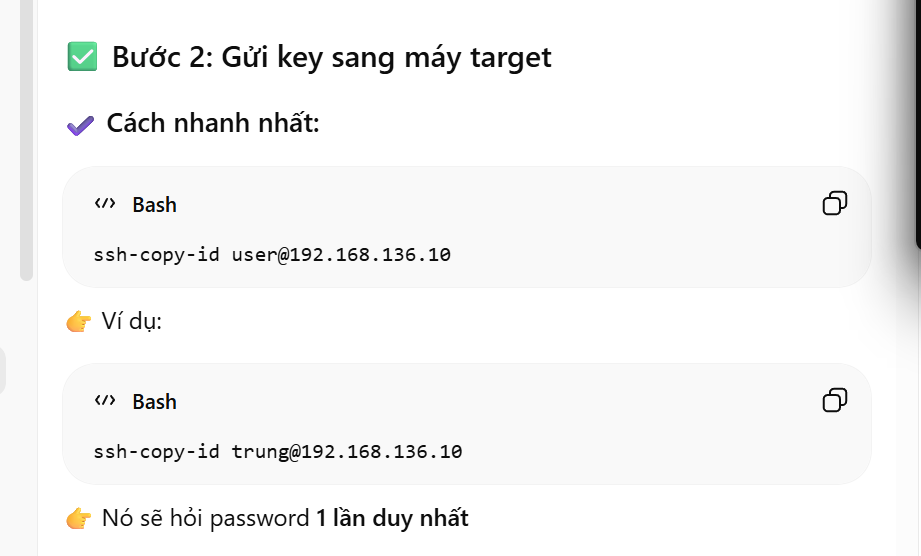 ✅ Bước 2: Gửi key sang máy target
✔ Cách nhanh nhất:
Bash
ssh-copy-id user@192.168.136.10
👉 Ví dụ:
Bash
ssh-copy-id trung@192.168.136.10
👉 Nó sẽ hỏi password 1 lần duy nhất